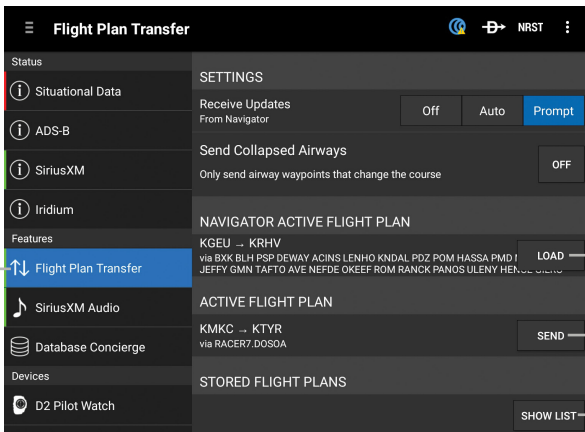 Flight Plan Transfer
NRST
Status
Situational Data
ADS-B
SiriusXM
Iridium
Features
Flight Plan Transfer
SiriusXM Audio
Database Concierge
Devices
D2 Pilot Watch
SETTINGS
Receive Updates
From Navigator
Off
Auto
Prompt
Send Collapsed Airways
Only send airway waypoints that change the course
OFF
NAVIGATOR ACTIVE FLIGHT PLAN
KGEU → KRHV
via BXK BLH PSP DEWAY ACINS LENHO KNDAL PDZ POM HASSA PMD
JEFFY GMN TAFTO AVE NEFDE OKEEF ROM RANCK PANOS ULENY
LOAD
ACTIVE FLIGHT PLAN
KMKC → KTYR
via RACER7.DOSOA
SEND
STORED FLIGHT PLANS
SHOW LIST